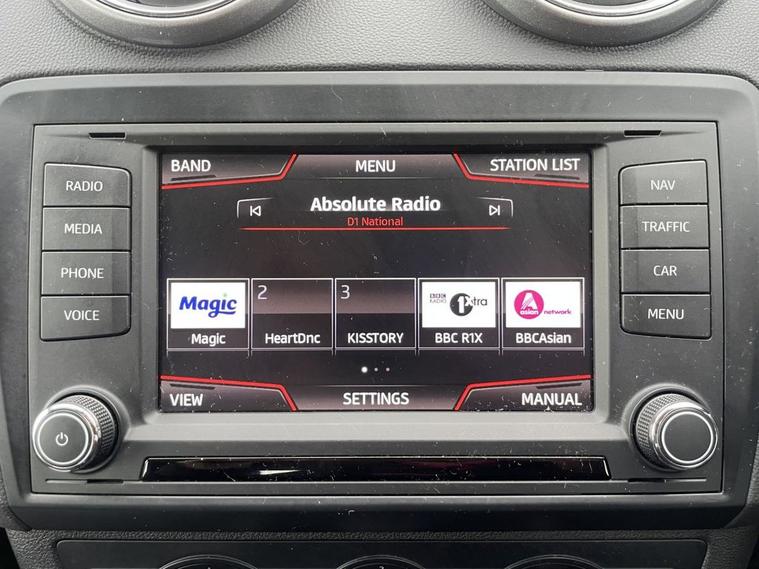 BAND MENU STATION LIST
RADIO
MEDIA
PHONE
VOICE
Absolute Radio
D1 National
NAV
TRAFFIC
CAR
MENU
Magic
Magic
2
HeartDnc
3
KISSTORY
BBC
RADIO
1Xtra
BBC R1X
A
asian network
BBCAsian
VIEW SETTINGS MANUAL